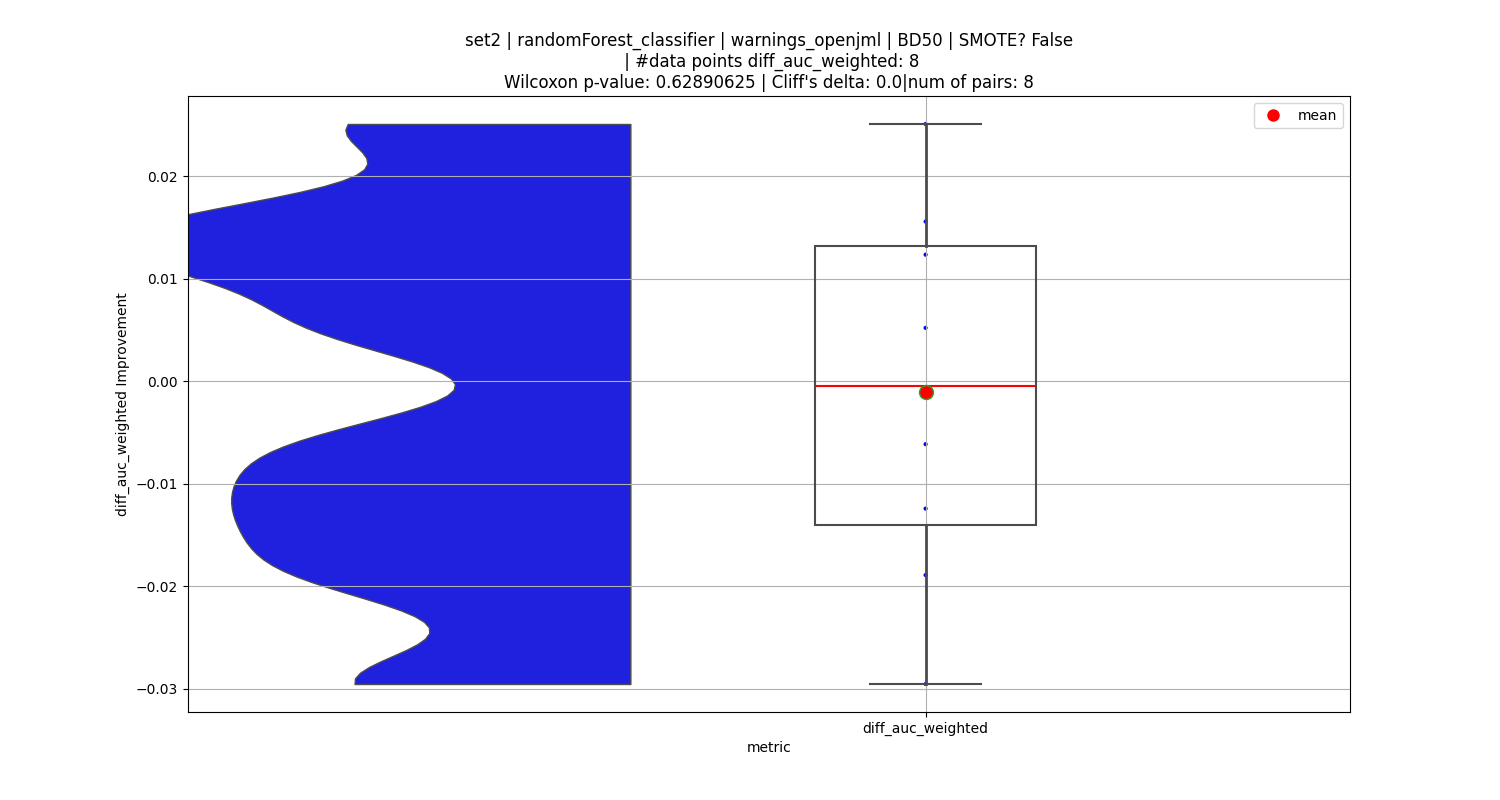 set2 | randomForest_classifier | warnings_openjml | BD50 | SMOTE? False
| #data points diff_auc_weighted: 8
Wilcoxon p-value: 0.62890625 | Cliff's delta: 0.0|num of pairs: 8
mean
0.02
0.01
0.00
−0.01
−0.02
−0.03
diff_auc_weighted Improvement
diff_auc_weighted
metric